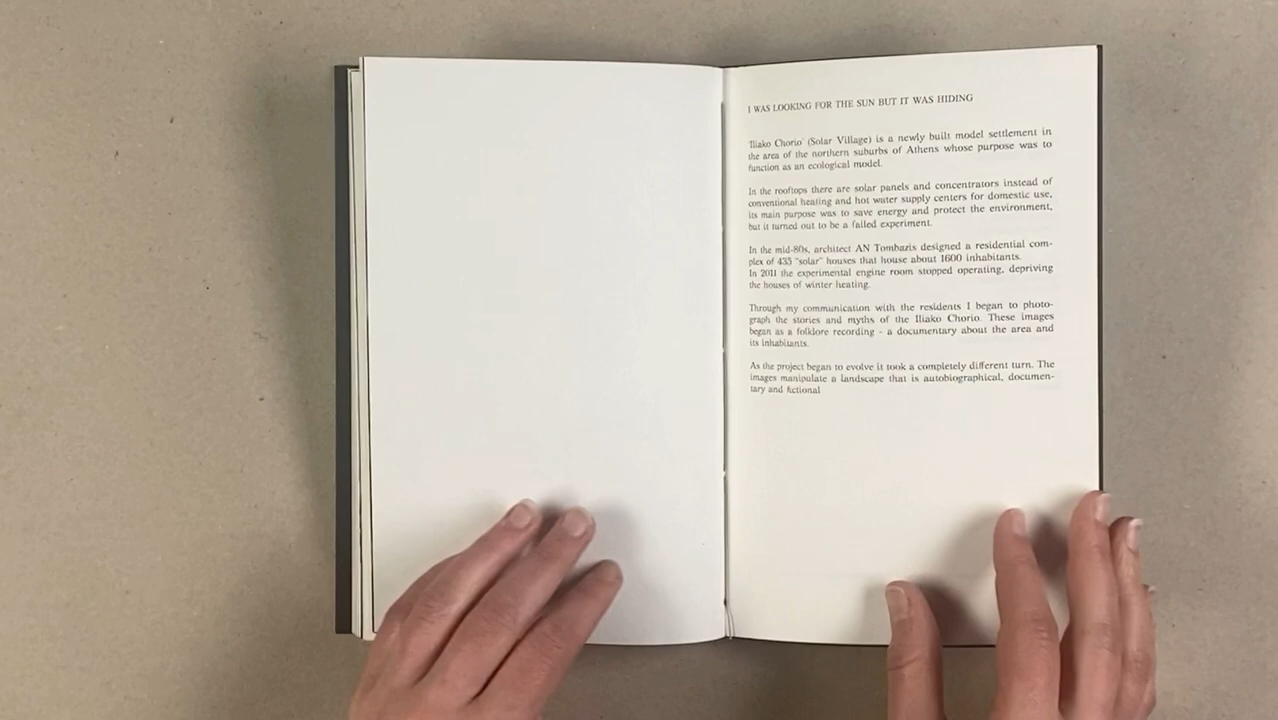 I WAS LOOKING FOR THE SUN BUT IT WAS HIDING
Iliako Chorio (Solar Village) is a newly built model settlement in
the area of the northern suburbs of Athens whose purpose was to
function as an ecological model.
In the rooftops there are solar panels and concentrators instead of
conventional heating and hot water supply centers for domestic use,
its main purpose was to save energy and protect the environment,
but it turned out to be a failed experiment.
In the mid-80s, architect AN Tombazis designed a residential com-
plex of 435 "solar" houses that house about 1600 inhabitants.
In 2011 the experimental engine room stopped operating, depriving
the houses of winter heating.
Through my communication with the residents I began to photo-
graph the stories and myths of the Iliako Chorio. These images
began as a folklore recording - a documentary about the area and
its inhabitants.
As the project began to evolve it took a completely different turn. The
images manipulate a landscape that is autobiographical, documen-
tary and fictional